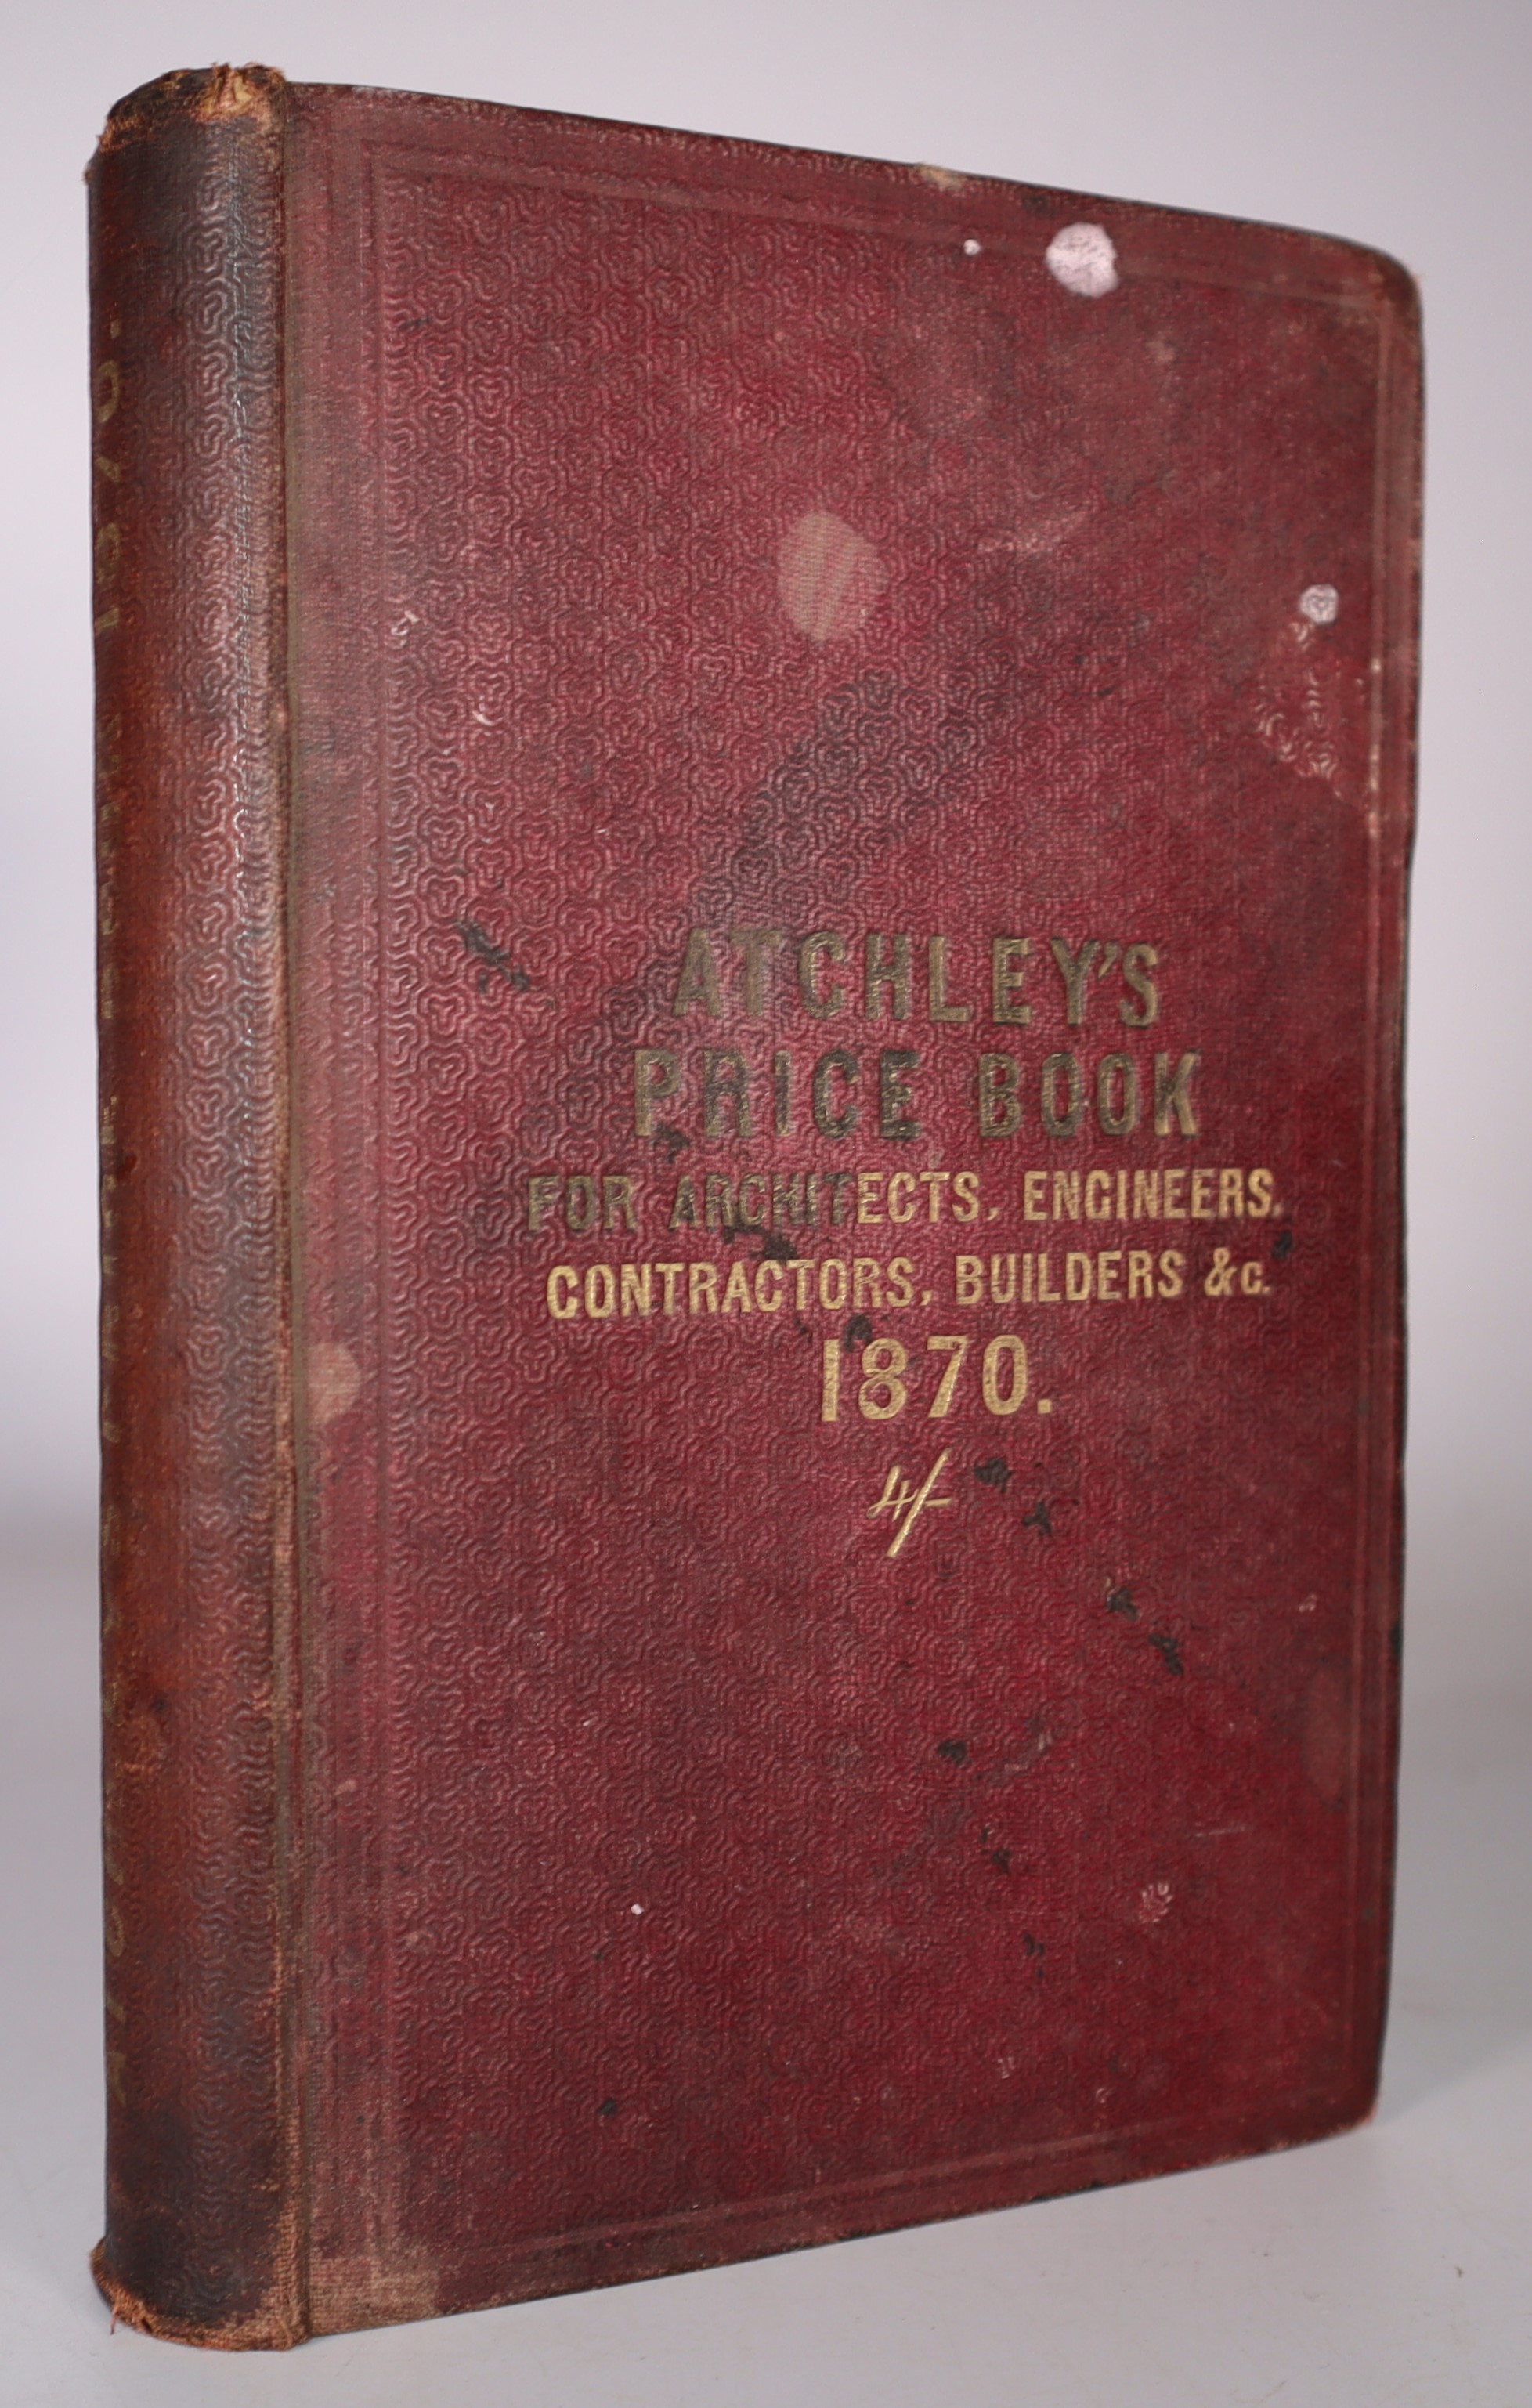 ATCHLEY'S
PRICE BOOK
FOR ARCHITECTS, ENGINEERS,
CONTRACTORS, BUILDERS &c.
1870.
4/-